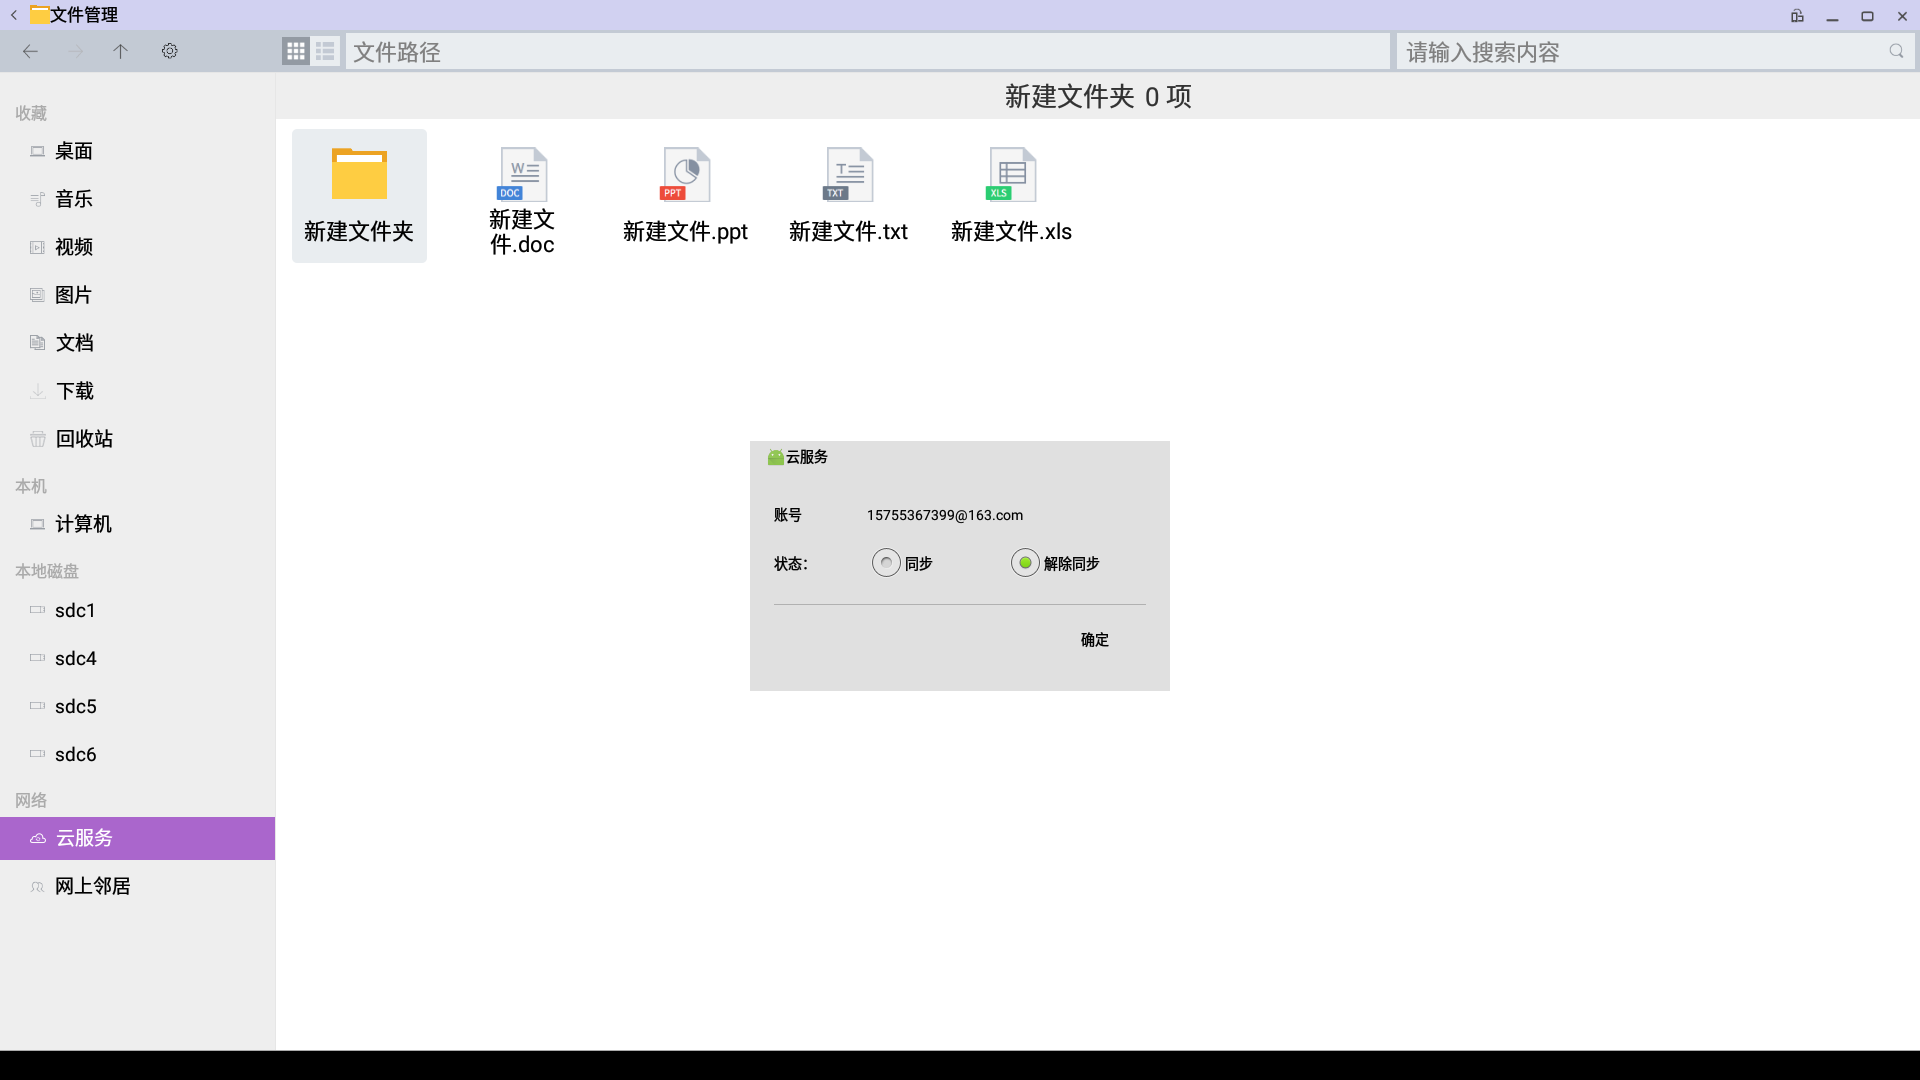 文件管理
文件路径
请输入搜索内容
新建文件夹 0 项
收藏
桌面
音乐
视频
图片
文档
下载
回收站
本机
计算机
本地磁盘
sdc1
sdc4
sdc5
sdc6
网络
云服务
网上邻居
W
DOC
PPT
T
TXT
XLS
新建文件夹
新建文
件.doc
新建文件.ppt
新建文件.txt
新建文件.xls
云服务
账号 15755367399@163.com
状态: 同步 解除同步
确定